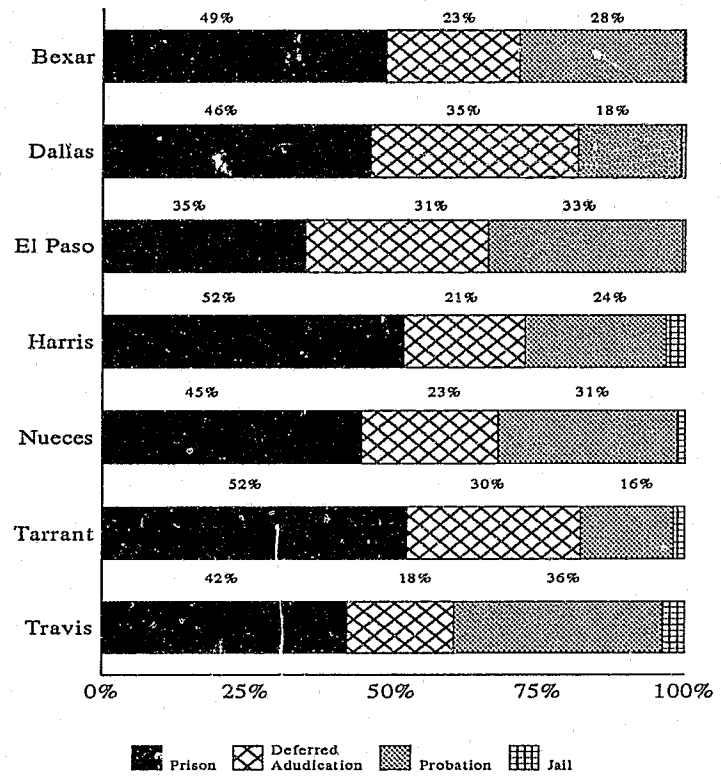 49% 23% 28%
Bexar
46% 35% 18%
Dallas
35% 31% 33%
El Paso
52% 21% 24%
Harris
45% 23% 31%
Nueces
52% 30% 16%
Tarrant
42% 18% 36%
Travis
0% 25% 50% 75% 100%
Prison Deferred Adudication Probation Jail